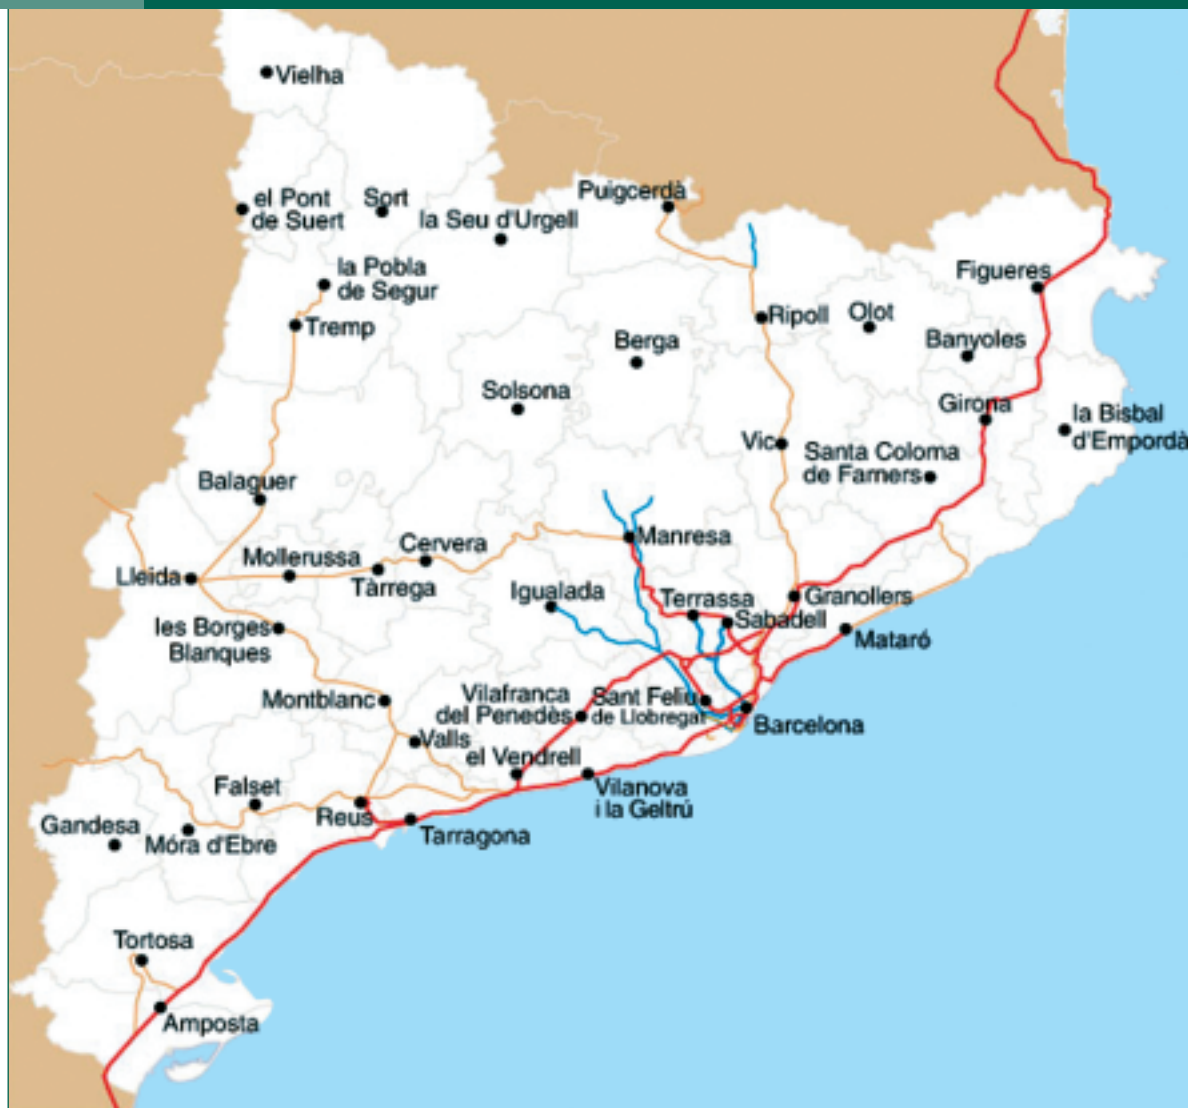 Vielha
el Pont
de Suert
Sort
la Seu d'Urgell
Puigcerdà
la Pobla
de Segur
Tremp
Figueres
Ripoll
Olot
Berga
Banyoles
Solsona
Girona
la Bisbal
d'Empordà
Vic
Santa Coloma
de Farners
Balaguer
Manresa
Cervera
Mollerussa
Lleida
Tàrrega
Igualada
Terrassa
Granollers
Sabadell
les Borges
Blanques
Mataró
Montblanc
Vilafranca
del Penedès
Sant Feliu
de Llobregat
Barcelona
Valls
el Vendrell
Falset
Vilanova
i la Geltrú
Reus
Gandesa
Móra d'Ebre
Tarragona
Tortosa
Amposta